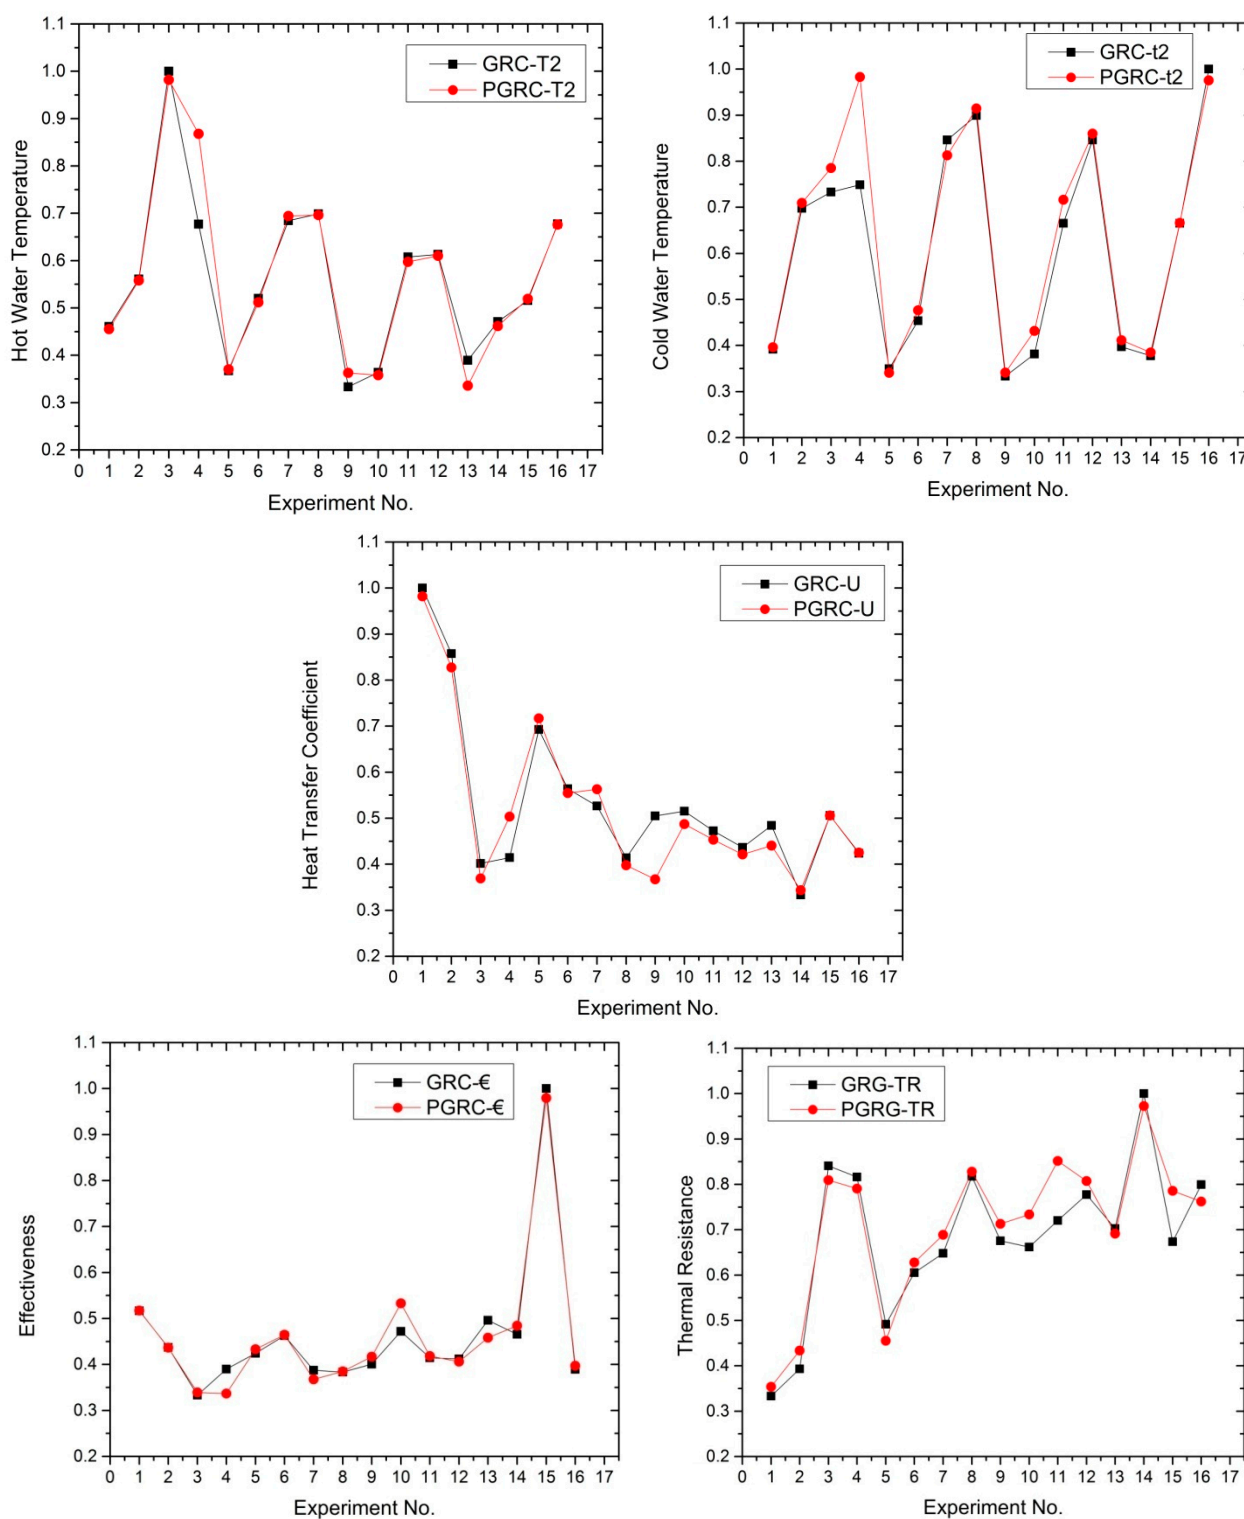 Hot Water Temperature
1.1
1.0
0.9
0.8
0.7
0.6
0.5
0.4
0.3
0.2
GRC-T2
PGRC-T2
0 1 2 3 4 5 6 7 8 9 10 11 12 13 14 15 16 17
Experiment No.
Cold Water Temperature
1.1
1.0
0.9
0.8
0.7
0.6
0.5
0.4
0.3
0.2
GRC-t2
PGRC-t2
0 1 2 3 4 5 6 7 8 9 10 11 12 13 14 15 16 17
Experiment No.
Heat Transfer Coefficient
1.1
1.0
0.9
0.8
0.7
0.6
0.5
0.4
0.3
0.2
GRC-U
PGRC-U
0 1 2 3 4 5 6 7 8 9 10 11 12 13 14 15 16 17
Experiment No.
Effectiveness
1.1
1.0
0.9
0.8
0.7
0.6
0.5
0.4
0.3
0.2
GRC-€
PGRC-€
0 1 2 3 4 5 6 7 8 9 10 11 12 13 14 15 16 17
Experiment No.
Thermal Resistance
1.1
1.0
0.9
0.8
0.7
0.6
0.5
0.4
0.3
0.2
GRG-TR
PGRG-TR
0 1 2 3 4 5 6 7 8 9 10 11 12 13 14 15 16 17
Experiment No.